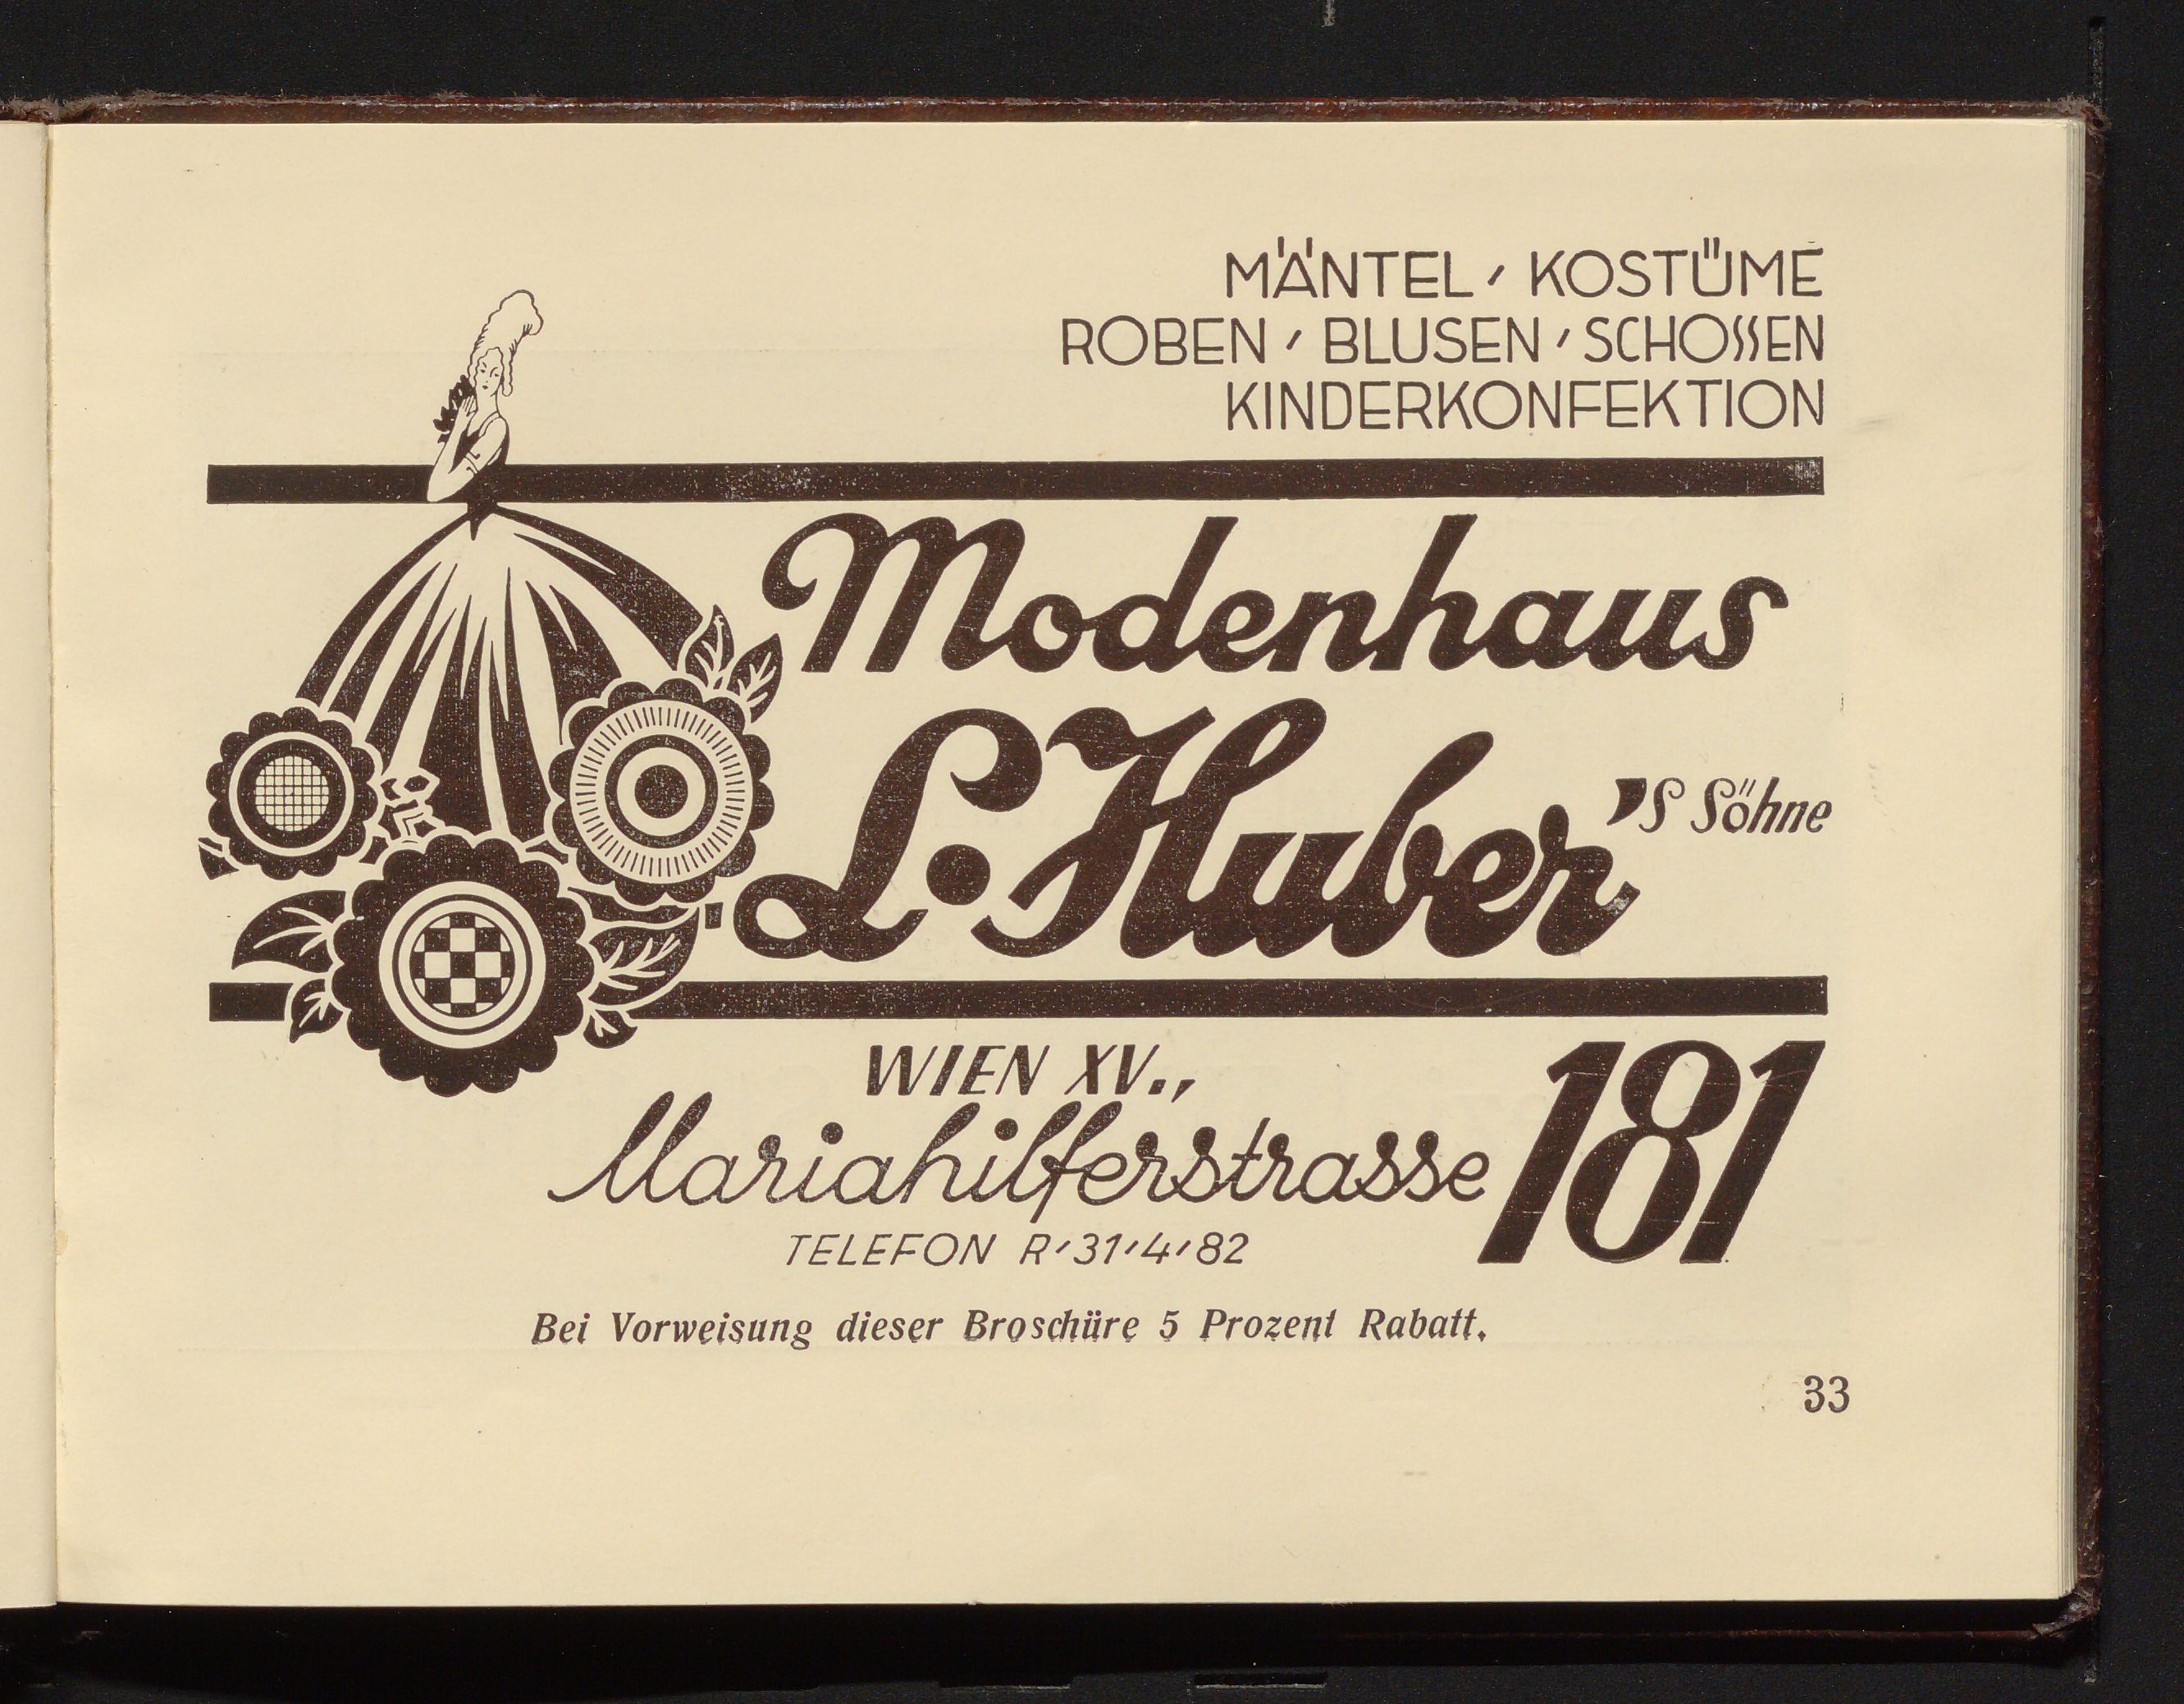 MÄNTEL , KOSTÜME
ROBEN , BLUSEN , SCHOSSEN
KINDERKONFEKTION
Modenhaus
L. Huber's Söhne
WIEN XV.,
Mariahilferstrasse 181
TELEFON R,31,4,82
Bei Vorweisung dieser Broschüre 5 Prozent Rabatt.
33